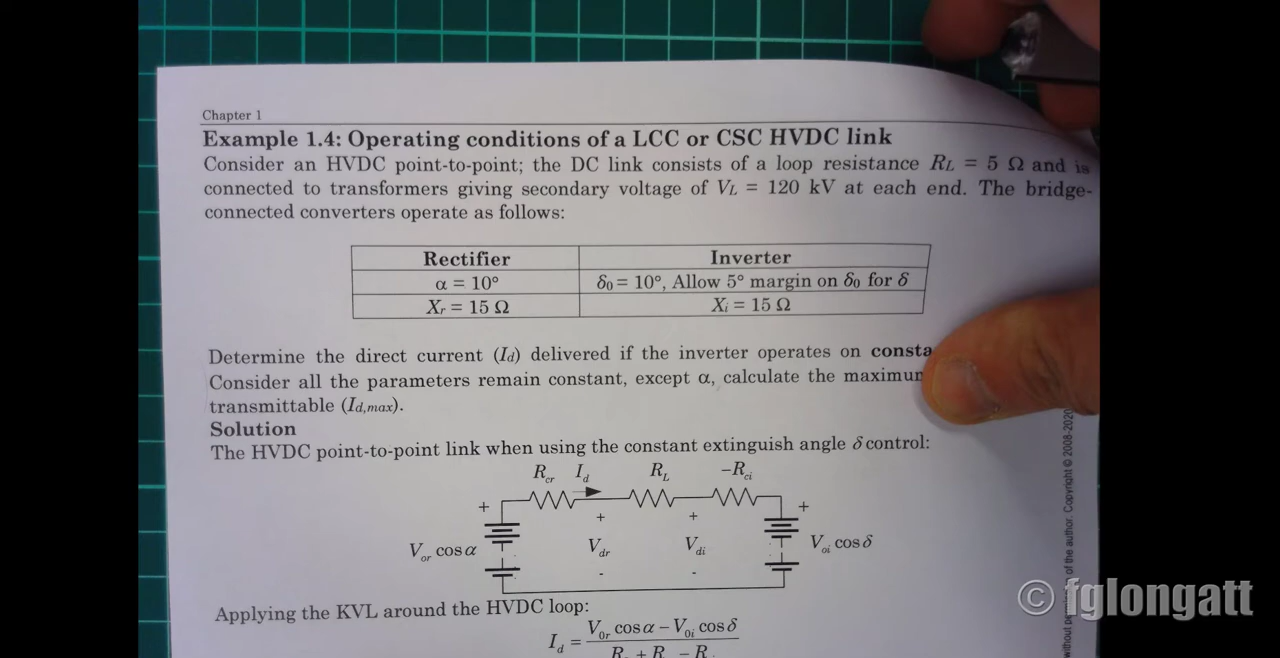 Chapter 1
Example 1.4: Operating conditions of a LCC or CSC HVDC link
Consider an HVDC point-to-point; the DC link consists of a loop resistance RL = 5 Ω and is
connected to transformers giving secondary voltage of VL = 120 kV at each end. The bridge-
connected converters operate as follows:
Rectifier Inverter
α = 10° δ0 = 10°, Allow 5° margin on δ0 for δ
Xr = 15 Ω Xi = 15 Ω
Determine the direct current (Id) delivered if the inverter operates on
Consider all the parameters remain constant, except α, calculate the
transmittable (Id,max).
Solution
The HVDC point-to-point link when using the constant extinguish angle δ control:
Rcr Id RL −Rci
+ + + +
Vor cos α Vdr Vdi Voi cos δ
- -
Applying the KVL around the HVDC loop:
Id = V0r cos α − V0i cos δ
of the author. Copyright © 2008-2020
without
© fglongatt